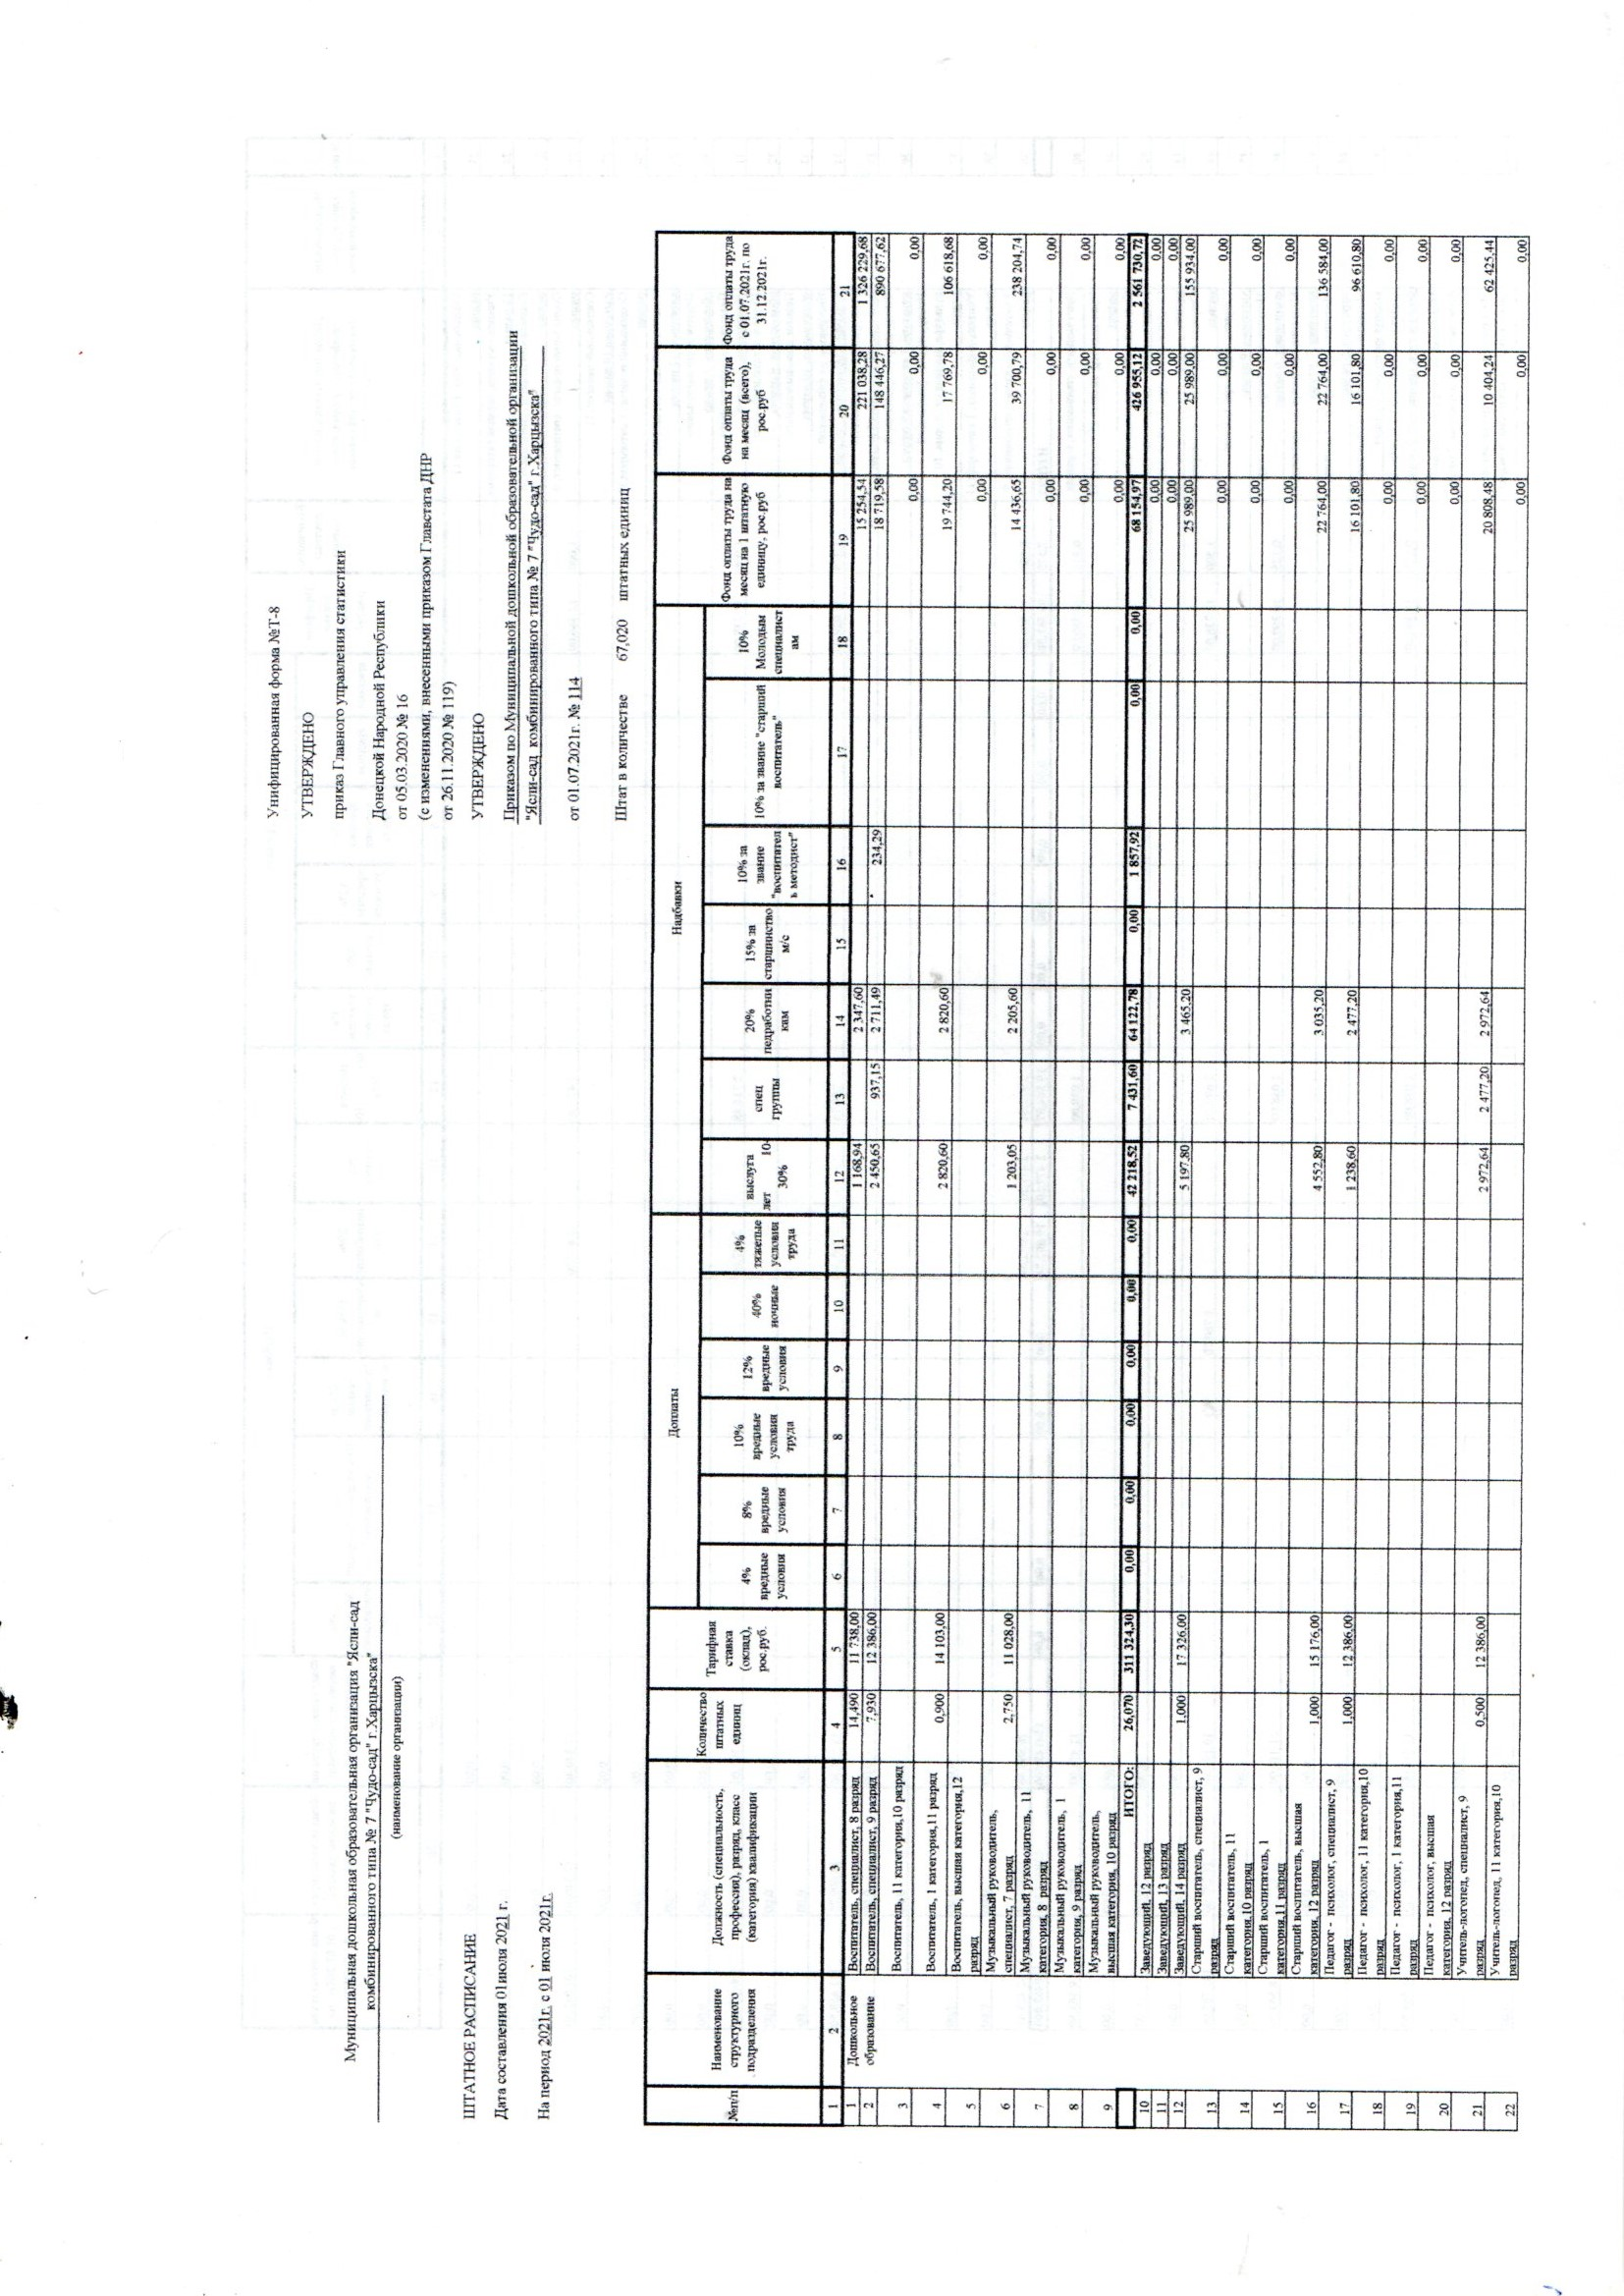 Унифицированная форма №Т-8
УТВЕРЖДЕНО
приказ Главного управления статистики
Донецкой Народной Республики
от 05.03.2020 № 16
(с изменениями, внесенными приказом Главстата ДНР
от 26.11.2020 № 119)
УТВЕРЖДЕНО
Приказом по Муниципальной дошкольной образовательной организации
"Ясли-сад комбинированного типа № 7 "Чудо-сад" г.Харцызска"
от 01.07.2021г. № 114
Штат в количестве 67,020 штатных единиц
Муниципальная дошкольная образовательная организация "Ясли-сад
комбинированного типа № 7 "Чудо-сад" г.Харцызска"
(наименование организации)
ШТАТНОЕ РАСПИСАНИЕ
Дата составления 01июля 2021 г.
На период 2021г. с 01 июля 2021г.
№п/п
Наименование
структурного
подразделения
Должность (специальность,
профессии), разряд, класс
(категория) квалификации
Количество
штатных
единиц
Тарифная
ставка
(оклад),
рос.руб.
Доплаты
4%
вредные
условия
8%
вредные
условия
10%
вредные
условия
труда
12%
вредные
условия
40%
ночные
4%
тяжелые
условия
труда
Надбавки
выслуга
лет 10-
30%
спец
группы
20%
педработни
кам
15% за
старшинство
м/с
10% за
звание
"воспитател
ь методист"
10% за звание "старший
воспитатель"
10%
Молодым
специалист
ам
Фонд оплаты труда на
месяц на 1 штатную
единицу, рос.руб
Фонд оплаты труда
на месяц (всего),
рос.руб
Фонд оплаты труда
с 01.07.2021г. по
31.12.2021г.
1 2 3 4 5 6 7 8 9 10 11 12 13 14 15 16 17 18 19 20 21
1 Дошкольное Воспитатель, специалист, 8 разряд 14,490 11 738,00 1 168,94 2 347,60 15 254,54 221 038,28 1 326 229,68
2 образование Воспитатель, специалист, 9 разряд 7,930 12 386,00 2 450,65 937,15 2 711,49 234,29 18 719,58 148 446,27 890 677,62
3 Воспитатель, 11 категория,10 разряд 0,00 0,00 0,00
4 Воспитатель, 1 категория,11 разряд 0,900 14 103,00 2 820,60 2 820,60 19 744,20 17 769,78 106 618,68
5 Воспитатель, высшая категория,12
разряд 0,00 0,00 0,00
6 Музыкальный руководитель,
специалист, 7 разряд 2,750 11 028,00 1 203,05 2 205,60 14 436,65 39 700,79 238 204,74
7 Музыкальный руководитель, 11
категория, 8 разряд 0,00 0,00 0,00
8 Музыкальный руководитель, 1
категория, 9 разряд 0,00 0,00 0,00
9 Музыкальный руководитель,
высшая категория, 10 разряд 0,00 0,00 0,00
ИТОГО: 26,070 311 324,30 0,00 0,00 0,00 0,00 0,00 0,00 42 218,52 7 431,60 64 122,78 0,00 1 857,92 0,00 0,00 68 154,97 426 955,12 2 561 730,72
10 Заведующий, 12 разряд 0,00 0,00 0,00
11 Заведующий, 13 разряд 0,00 0,00 0,00
12 Заведующий, 14 разряд 1,000 17 326,00 5 197,80 3 465,20 25 989,00 25 989,00 155 934,00
13 Старший воспитатель, специалист, 9
разряд 0,00 0,00 0,00
14 Старший воспитатель, 11
категория,10 разряд 0,00 0,00 0,00
15 Старший воспитатель, 1
категория,11 разряд 0,00 0,00 0,00
16 Старший воспитатель, высшая
категория, 12 разряд 1,000 15 176,00 4 552,80 3 035,20 22 764,00 22 764,00 136 584,00
17 Педагог - психолог, специалист, 9
разряд 1,000 12 386,00 1 238,60 2 477,20 16 101,80 16 101,80 96 610,80
18 Педагог - психолог, 11 категория,10
разряд 0,00 0,00 0,00
19 Педагог - психолог, 1 категория,11
разряд 0,00 0,00 0,00
20 Педагог - психолог, высшая
категория, 12 разряд 0,00 0,00 0,00
21 Учитель-логопед, специалист, 9
разряд 0,500 12 386,00 2 972,64 2 477,20 2 972,64 20 808,48 10 404,24 62 425,44
22 Учитель-логопед, 11 категория,10
разряд 0,00 0,00 0,00